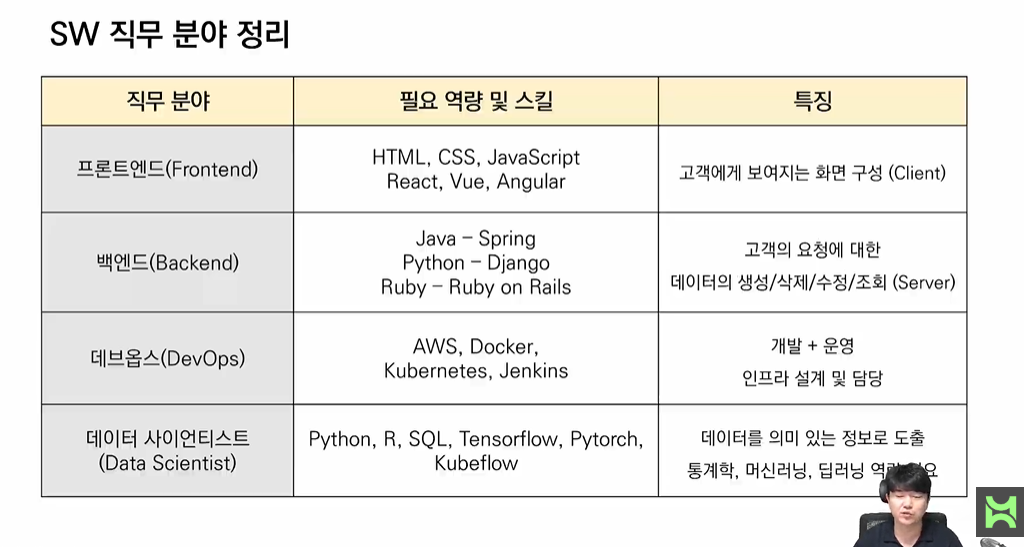 SW 직무 분야 정리
직무 분야
필요 역량 및 스킬
특징
프론트엔드(Frontend)
HTML, CSS, JavaScript
React, Vue, Angular
고객에게 보여지는 화면 구성 (Client)
백엔드(Backend)
Java – Spring
Python – Django
Ruby – Ruby on Rails
고객의 요청에 대한
데이터의 생성/삭제/수정/조회 (Server)
데브옵스(DevOps)
AWS, Docker,
Kubernetes, Jenkins
개발 + 운영
인프라 설계 및 담당
데이터 사이언티스트
(Data Scientist)
Python, R, SQL, Tensorflow, Pytorch,
Kubeflow
데이터를 의미 있는 정보로 도출
통계학, 머신러닝, 딥러닝